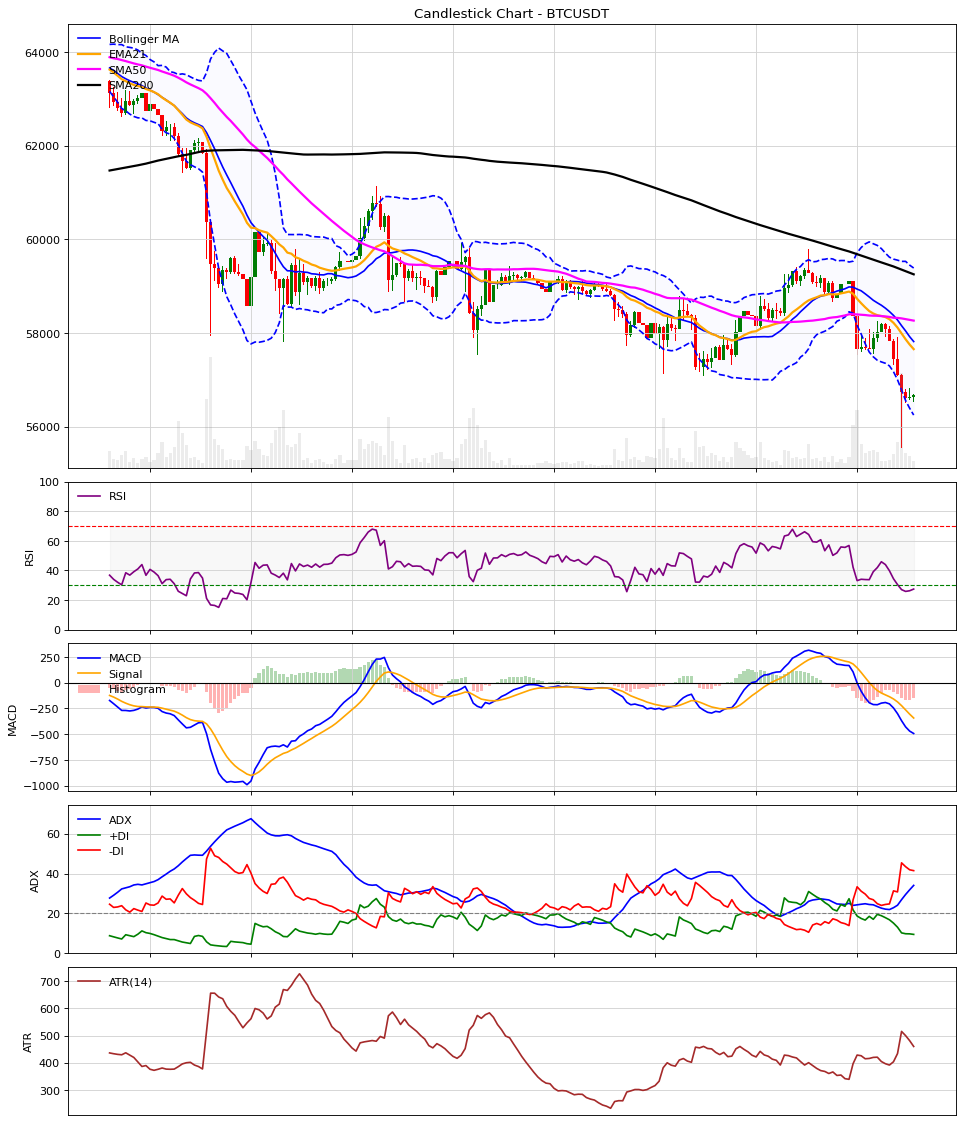 Candlestick Chart - BTCUSDT
Bollinger MA
EMA21
SMA50
SMA200
64000
62000
60000
58000
56000
RSI
RSI
100
80
60
40
20
0
MACD
Signal
Histogram
MACD
250
0
−250
−500
−750
−1000
ADX
+DI
-DI
ADX
60
40
20
0
ATR(14)
ATR
700
600
500
400
300